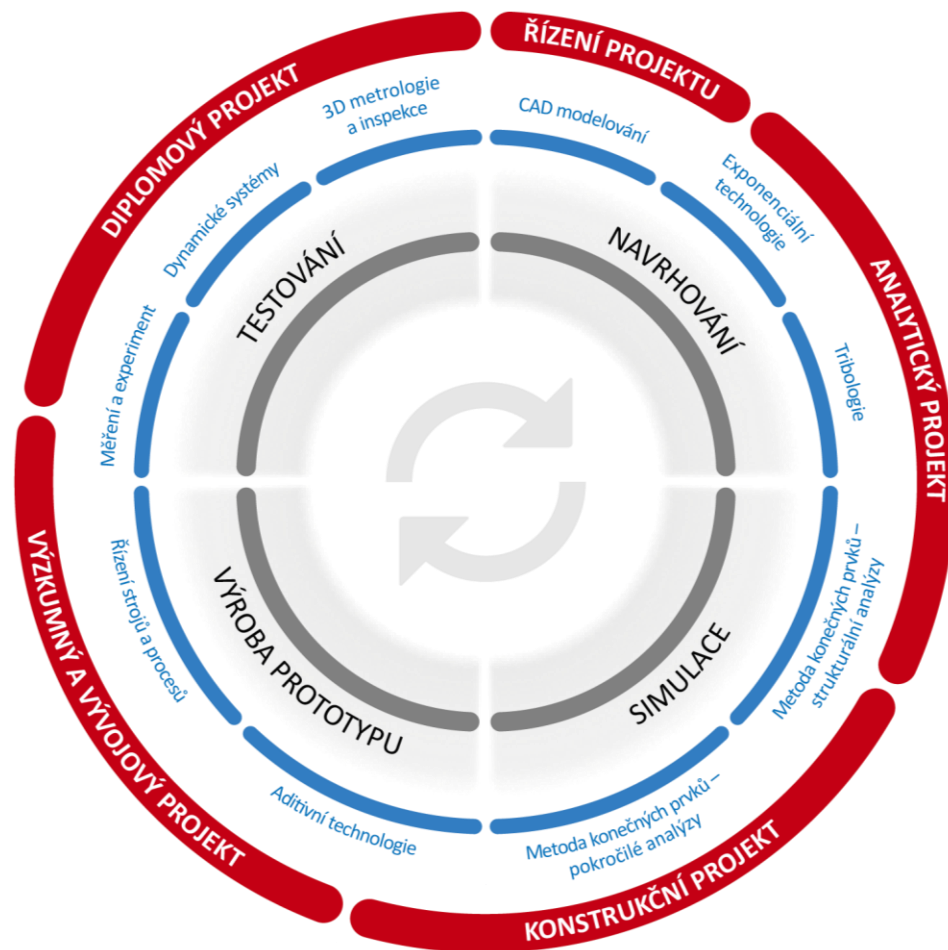 ŘÍZENÍ PROJEKTU
ANALYTICKÝ PROJEKT
KONSTRUKČNÍ PROJEKT
VÝZKUMNÝ A VÝVOJOVÝ PROJEKT
DIPLOMOVÝ PROJEKT
CAD modelování
Exponenciální
technologie
Tribologie
Metoda konečných prvků –
strukturální analýzy
Metoda konečných prvků –
pokročilé analýzy
Aditivní technologie
Řízení strojů a procesů
Měření a experiment
Dynamické systémy
3D metrologie
a inspekce
NAVRHOVÁNÍ
SIMULACE
VÝROBA PROTOTYPU
TESTOVÁNÍ